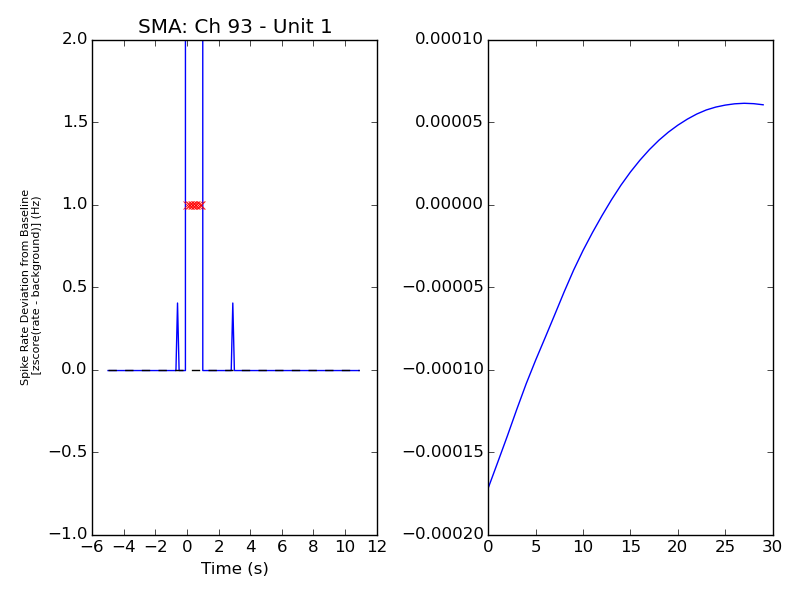 SMA: Ch 93 - Unit 1
Spike Rate Deviation from Baseline
[zscore(rate - background)] (Hz)
2.0
1.5
1.0
0.5
0.0
−0.5
−1.0
−6 −4 −2 0 2 4 6 8 10 12
Time (s)
0.00010
0.00005
0.00000
−0.00005
−0.00010
−0.00015
−0.00020
0 5 10 15 20 25 30